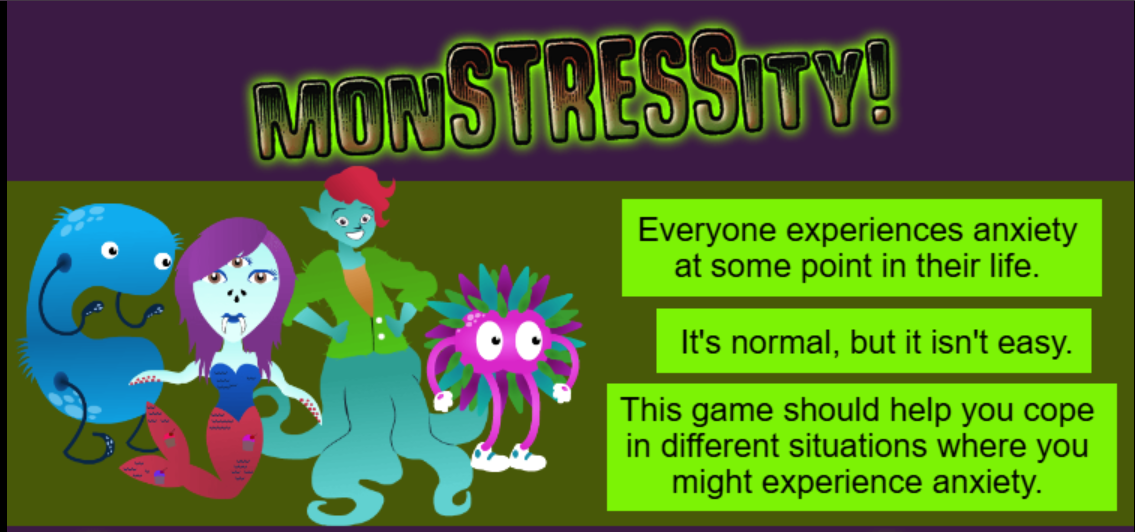 MONSTRESSITY!
Everyone experiences anxiety
at some point in their life.
It's normal, but it isn't easy.
This game should help you cope
in different situations where you
might experience anxiety.